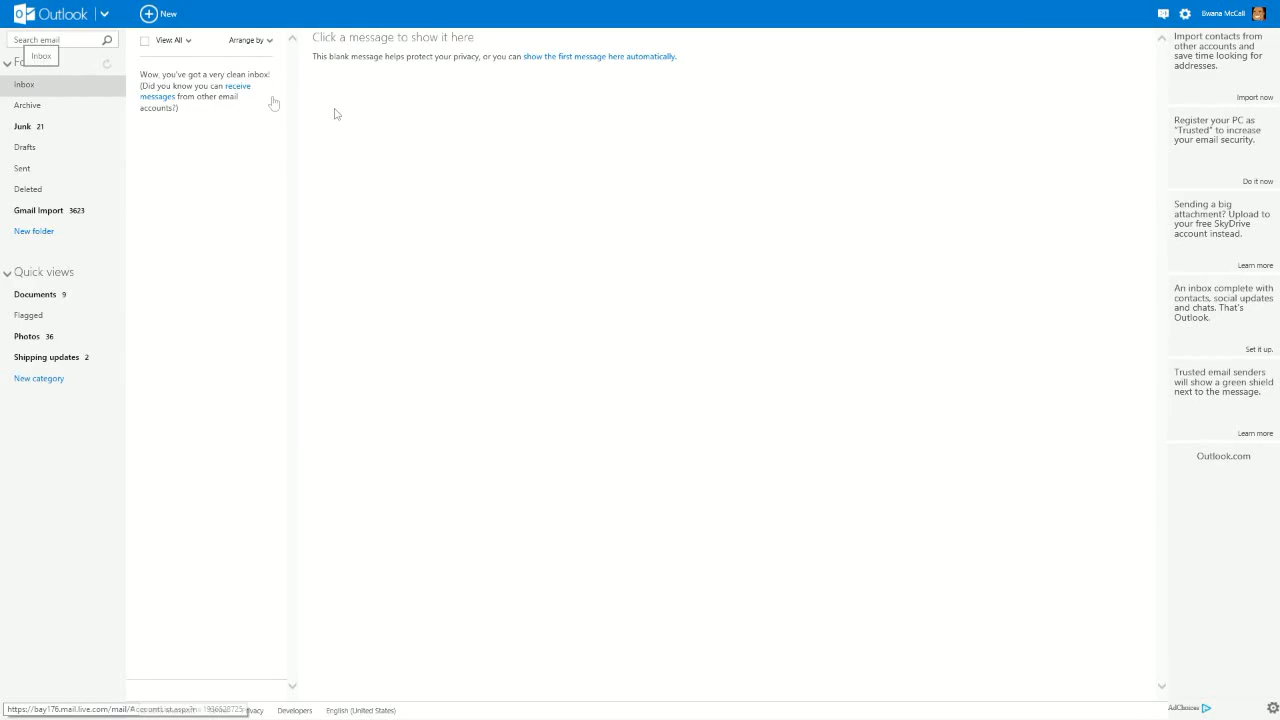 Outlook
New
Bwana McCall
Search email
Inbox
Fo
Inbox
Archive
Junk 21
Drafts
Sent
Deleted
Gmail Import 3623
New folder
Quick views
Documents 9
Flagged
Photos 36
Shipping updates 2
New category
View: All
Arrange by
Wow, you've got a very clean inbox!
(Did you know you can receive
messages from other email
accounts?)
Click a message to show it here
This blank message helps protect your privacy, or you can show the first message here automatically.
Import contacts from
other accounts and
save time looking for
addresses.
Import now
Register your PC as
"Trusted" to increase
your email security.
Do it now
Sending a big
attachment? Upload to
your free SkyDrive
account instead.
Learn more
An inbox complete with
contacts, social updates
and chats. That's
Outlook.
Set it up.
Trusted email senders
will show a green shield
next to the message.
Learn more
Outlook.com
AdChoices
Developers
English (United States)